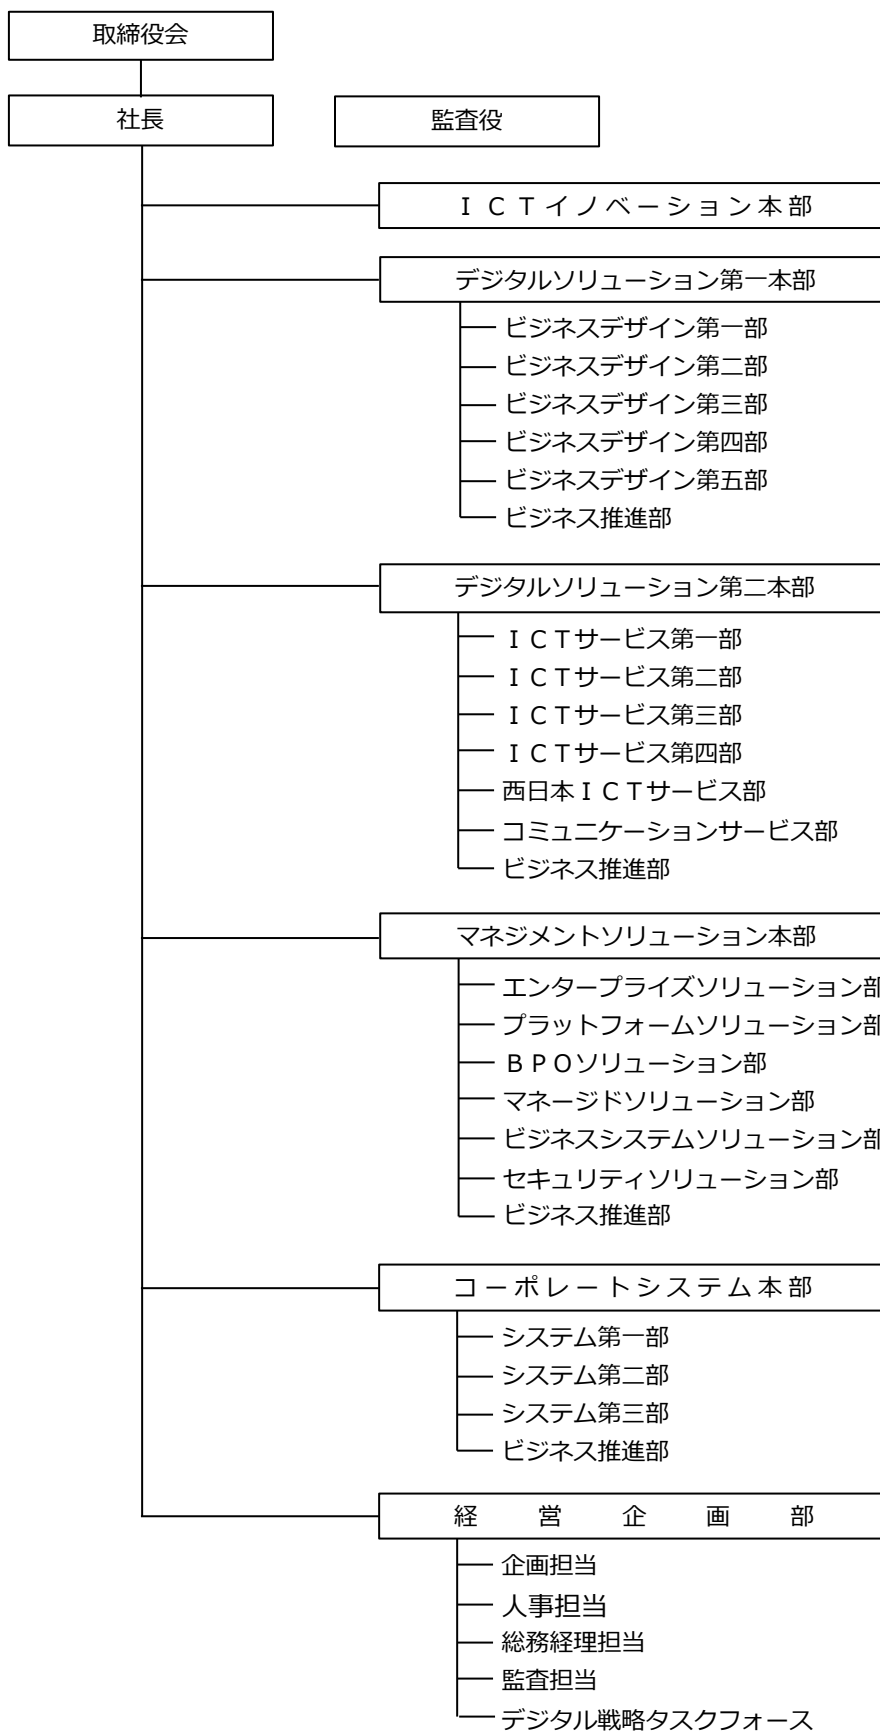 取締役会
社長
監査役
ＩＣＴイノベーション本部
デジタルソリューション第一本部
ビジネスデザイン第一部
ビジネスデザイン第二部
ビジネスデザイン第三部
ビジネスデザイン第四部
ビジネスデザイン第五部
ビジネス推進部
デジタルソリューション第二本部
ＩＣＴサービス第一部
ＩＣＴサービス第二部
ＩＣＴサービス第三部
ＩＣＴサービス第四部
西日本ＩＣＴサービス部
コミュニケーションサービス部
ビジネス推進部
マネジメントソリューション本部
エンタープライズソリューション部
プラットフォームソリューション部
ＢＰＯソリューション部
マネージドソリューション部
ビジネスシステムソリューション部
セキュリティソリューション部
ビジネス推進部
コーポレートシステム本部
システム第一部
システム第二部
システム第三部
ビジネス推進部
経営企画部
企画担当
人事担当
総務経理担当
監査担当
デジタル戦略タスクフォース